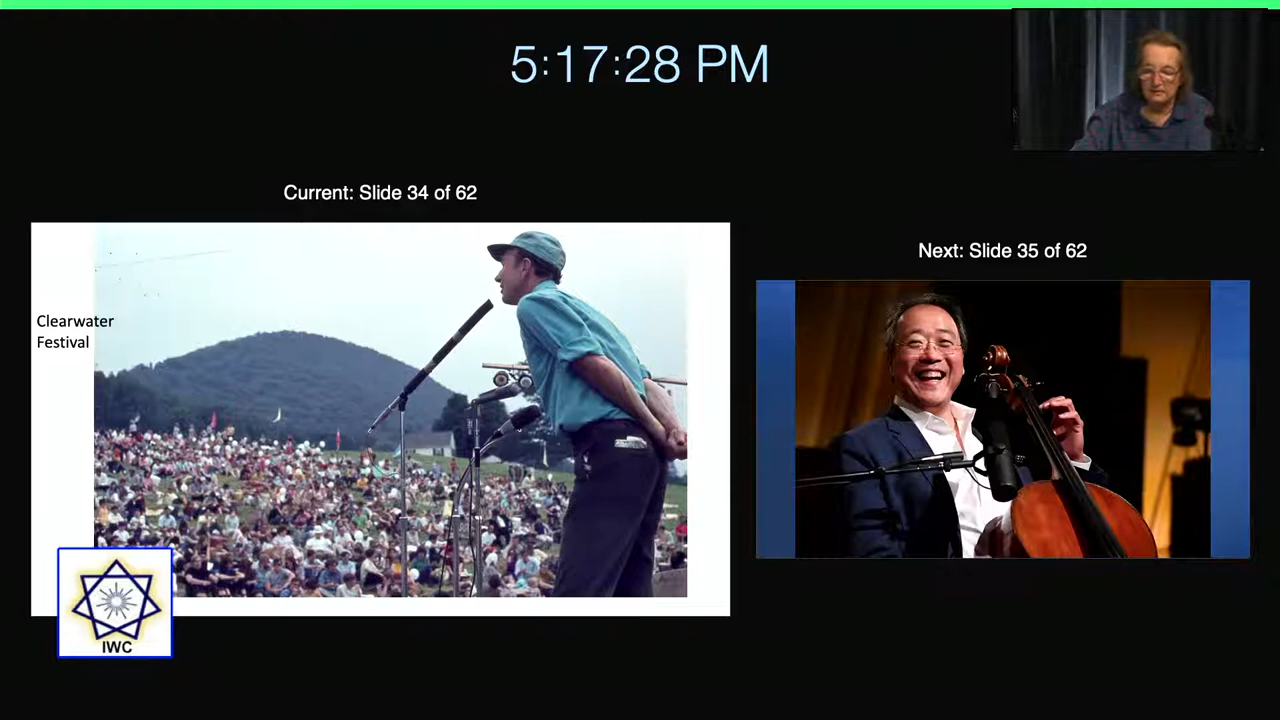 5:17:28 PM
Current: Slide 34 of 62
Next: Slide 35 of 62
Clearwater
Festival
IWC